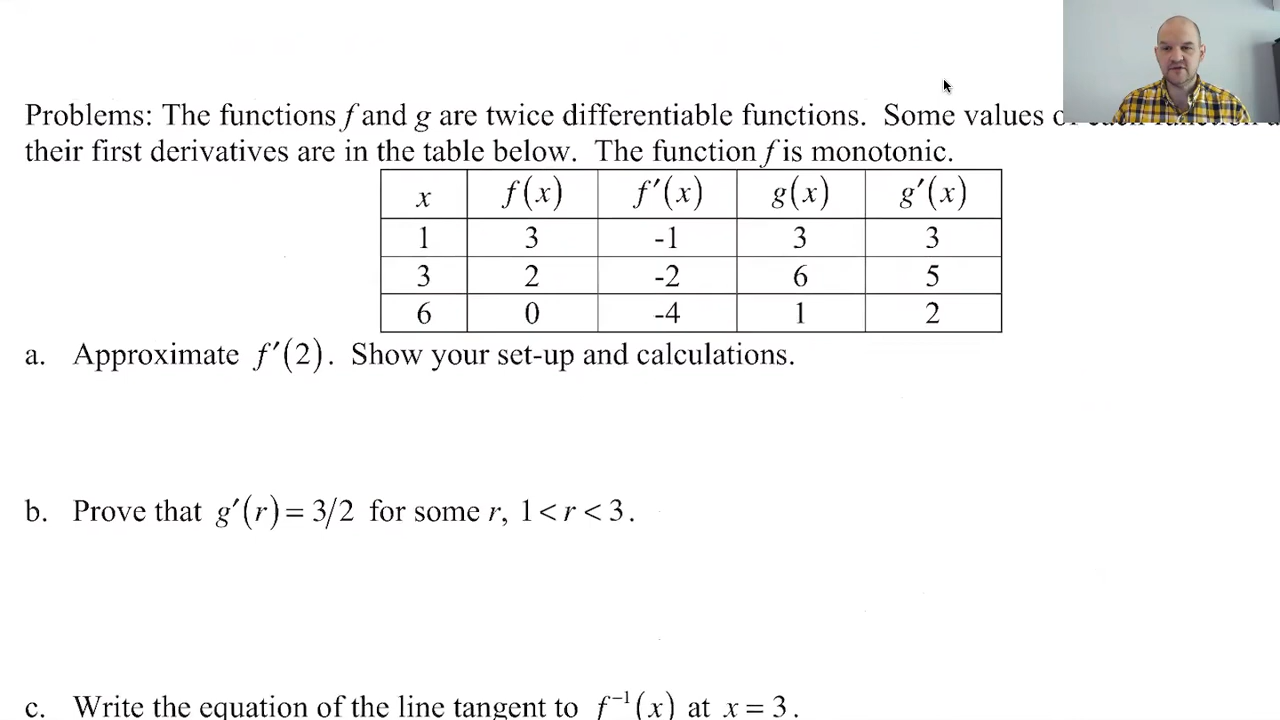 Problems: The functions f and g are twice differentiable functions. Some values
their first derivatives are in the table below. The function f is monotonic.
x f(x) f′(x) g(x) g′(x)
1 3 -1 3 3
3 2 -2 6 5
6 0 -4 1 2
a. Approximate f′(2). Show your set-up and calculations.
b. Prove that g′(r) = 3/2 for some r, 1 < r < 3.
c. Write the equation of the line tangent to f⁻¹(x) at x = 3.